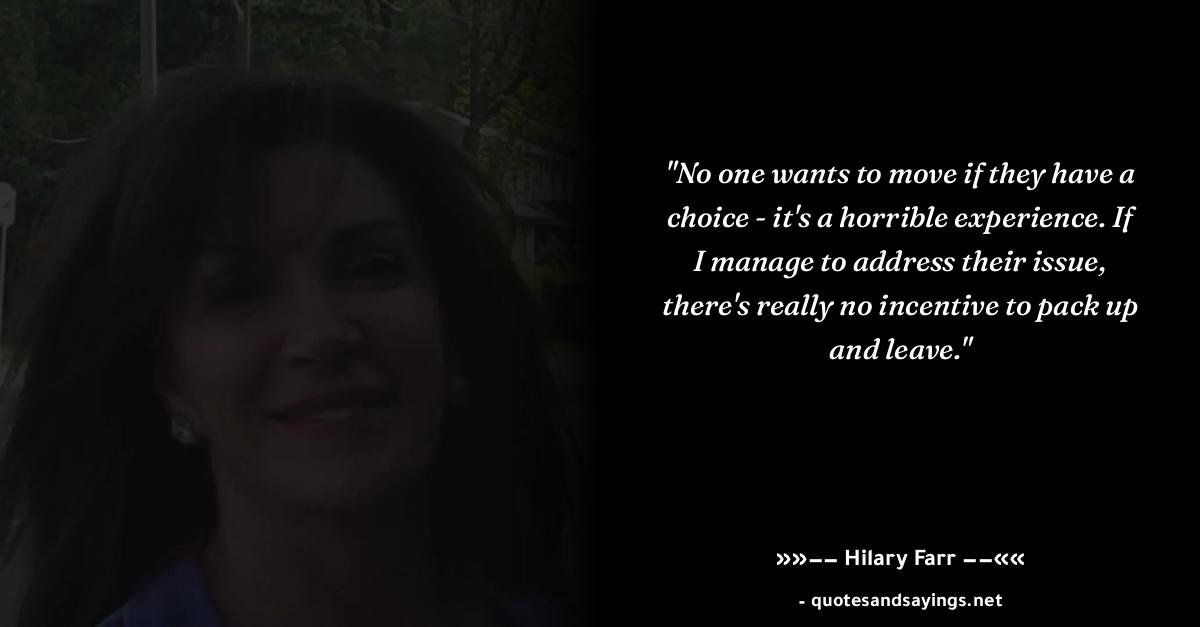 "No one wants to move if they have a
choice - it's a horrible experience. If
I manage to address their issue,
there's really no incentive to pack up
and leave."
»»−− Hilary Farr −−««
- quotesandsayings.net